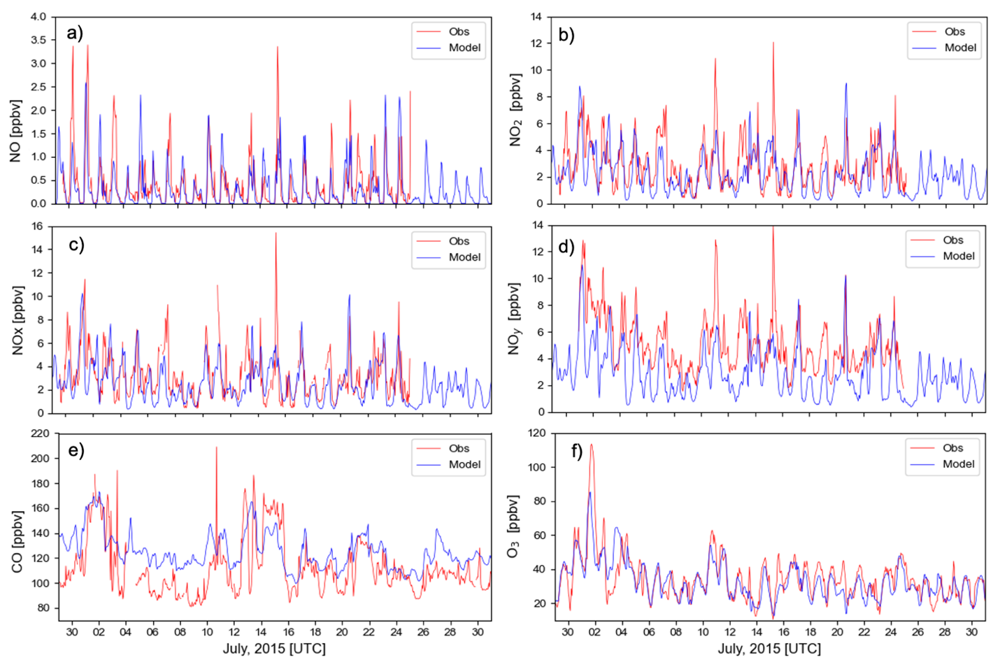 a)
Obs
Model
NO [ppbv]
4.0
3.5
3.0
2.5
2.0
1.5
1.0
0.5
0.0
b)
Obs
Model
NO2 [ppbv]
14
12
10
8
6
4
2
0
c)
Obs
Model
NOx [ppbv]
16
14
12
10
8
6
4
2
0
d)
Obs
Model
NOy [ppbv]
14
12
10
8
6
4
2
0
e)
Obs
Model
CO [ppbv]
220
200
180
160
140
120
100
80
30 02 04 06 08 10 12 14 16 18 20 22 24 26 28 30
July, 2015 [UTC]
f)
Obs
Model
O3 [ppbv]
120
100
80
60
40
20
30 02 04 06 08 10 12 14 16 18 20 22 24 26 28 30
July, 2015 [UTC]